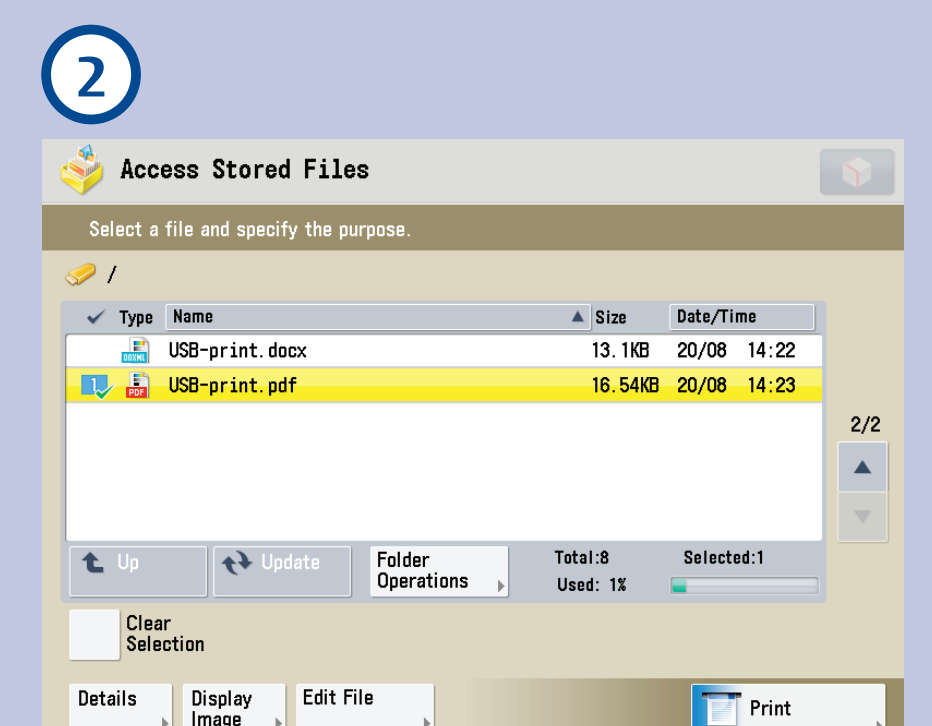 2
Access Stored Files
Select a file and specify the purpose.
/
Type Name Size Date/Time
DOXML USB-print.docx 13.1KB 20/08 14:22
1 PDF USB-print.pdf 16.54KB 20/08 14:23
2/2
Up Update Folder Operations Total:8 Selected:1
Used: 1%
Clear
Selection
Details Display Image Edit File Print